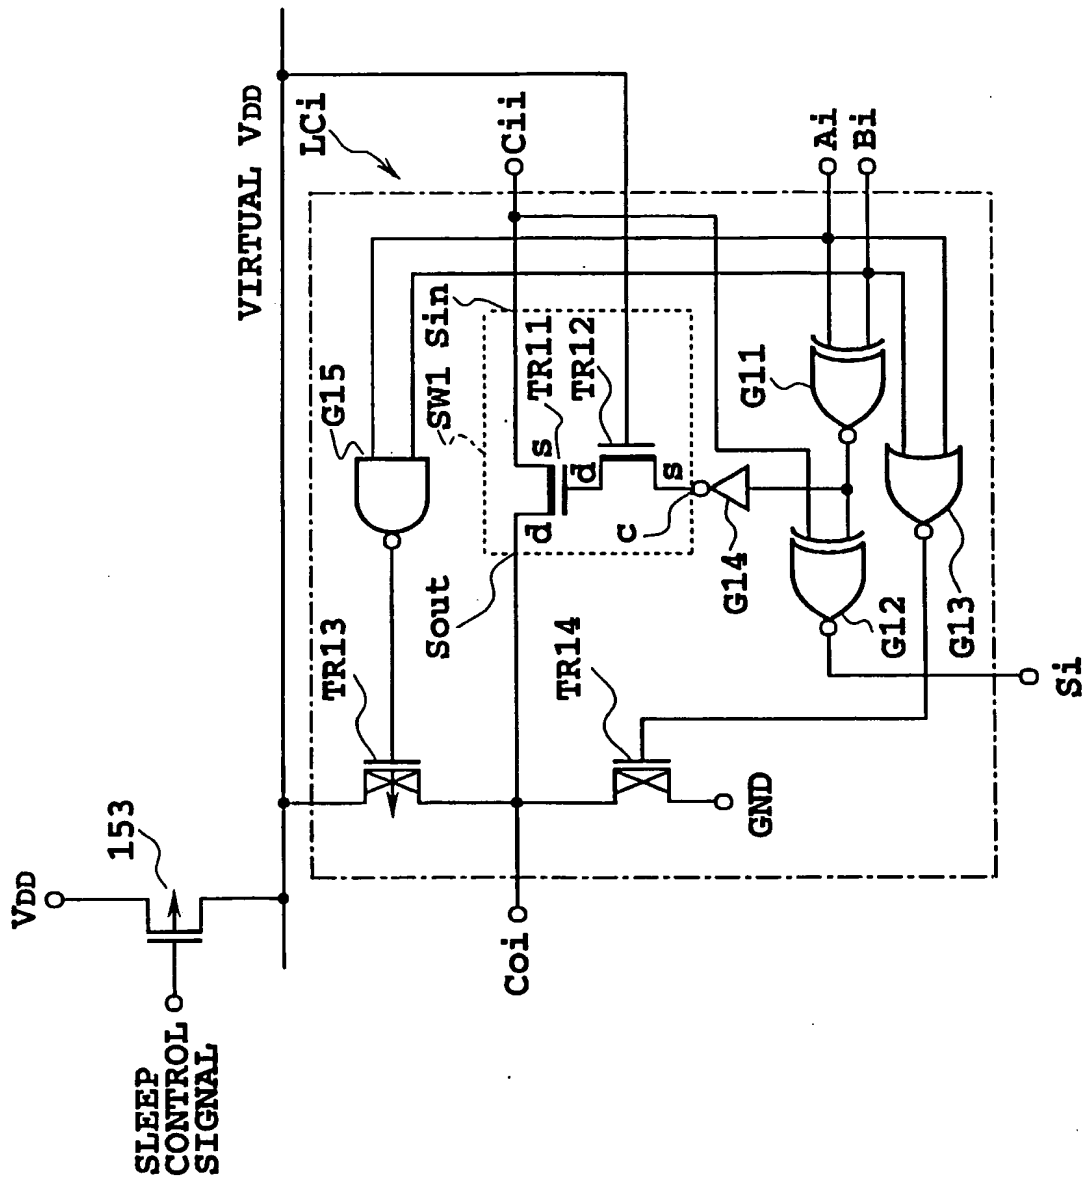 VDD
153
SLEEP
CONTROL
SIGNAL
VIRTUAL VDD
LCi
Cii
Ai
Bi
Sin
SW1
TR11
TR12
G15
s
d
d
s
c
G11
G14
G12
G13
Sout
TR13
TR14
GND
Coi
Si